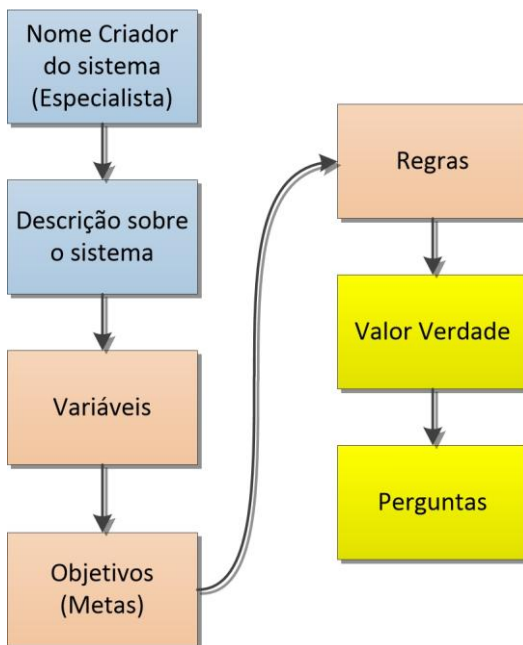 Nome Criador
do sistema
(Especialista)
Descrição sobre
o sistema
Variáveis
Objetivos
(Metas)
Regras
Valor Verdade
Perguntas